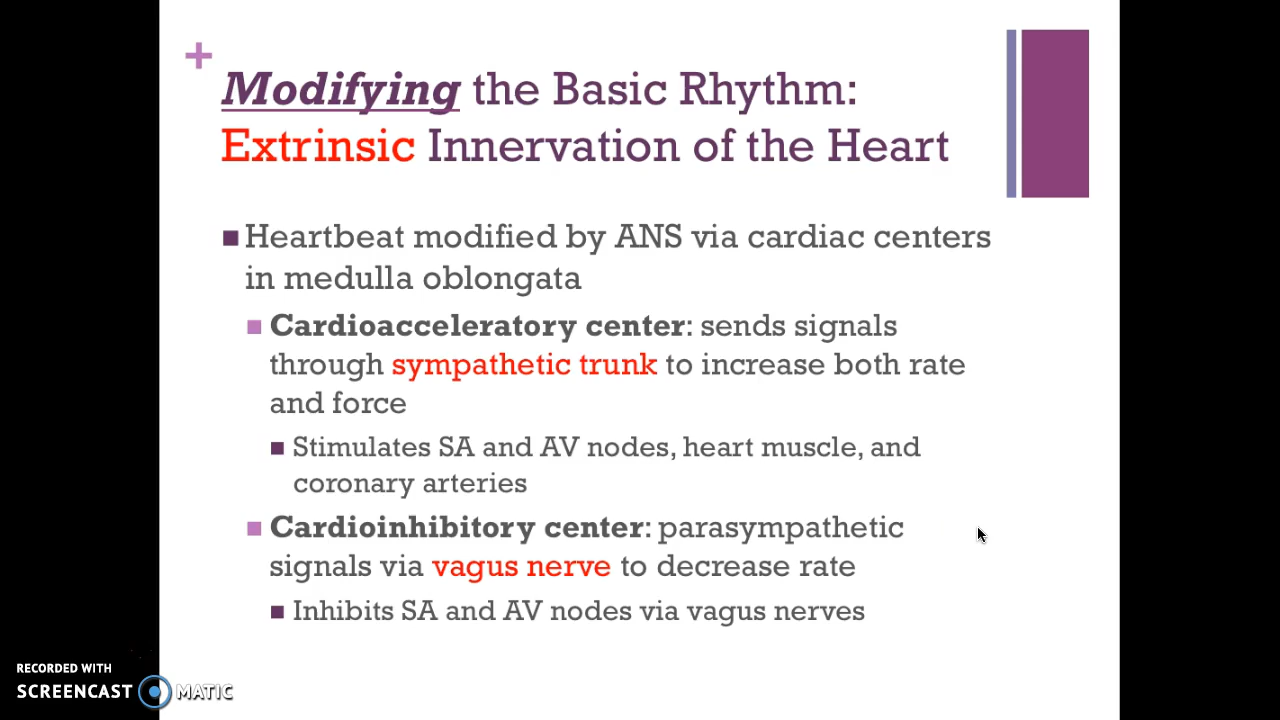 +
Modifying the Basic Rhythm:
Extrinsic Innervation of the Heart
Heartbeat modified by ANS via cardiac centers
in medulla oblongata
Cardioacceleratory center: sends signals
through sympathetic trunk to increase both rate
and force
Stimulates SA and AV nodes, heart muscle, and
coronary arteries
Cardioinhibitory center: parasympathetic
signals via vagus nerve to decrease rate
Inhibits SA and AV nodes via vagus nerves
RECORDED WITH
SCREENCAST MATIC